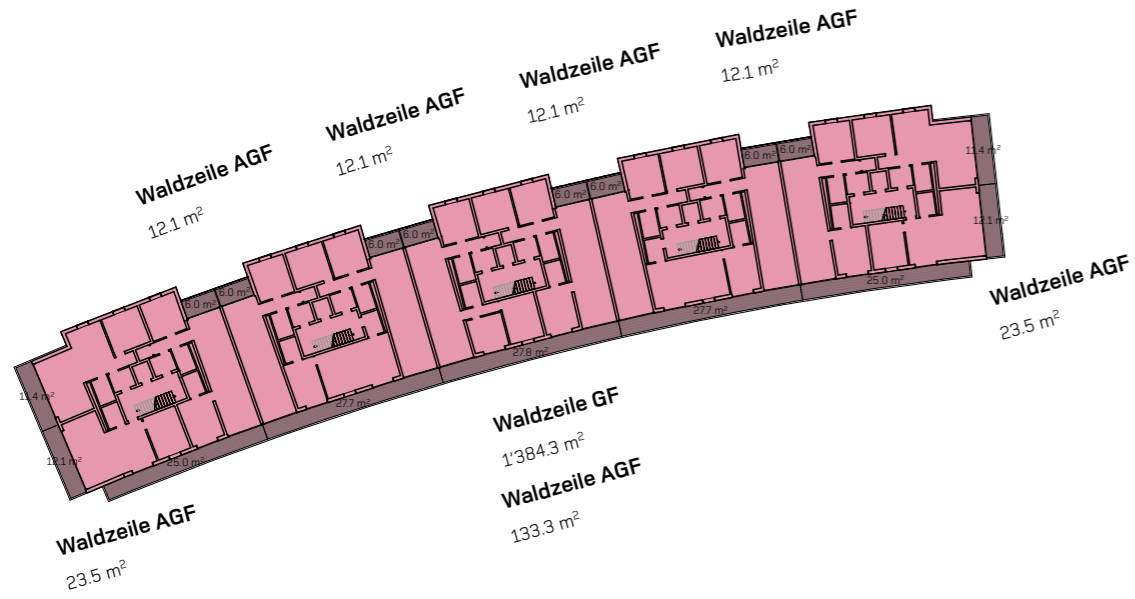 Waldzeile AGF
12.1 m²
Waldzeile AGF
12.1 m²
Waldzeile AGF
12.1 m²
Waldzeile AGF
12.1 m²
6.0 m²
6.0 m²
6.0 m²
6.0 m²
6.0 m²
6.0 m²
6.0 m²
6.0 m²
11.4 m²
12.1 m²
11.4 m²
12.1 m²
25.0 m²
27.7 m²
27.8 m²
27.7 m²
25.0 m²
Waldzeile AGF
23.5 m²
Waldzeile GF
1'384.3 m²
Waldzeile AGF
133.3 m²
Waldzeile AGF
23.5 m²